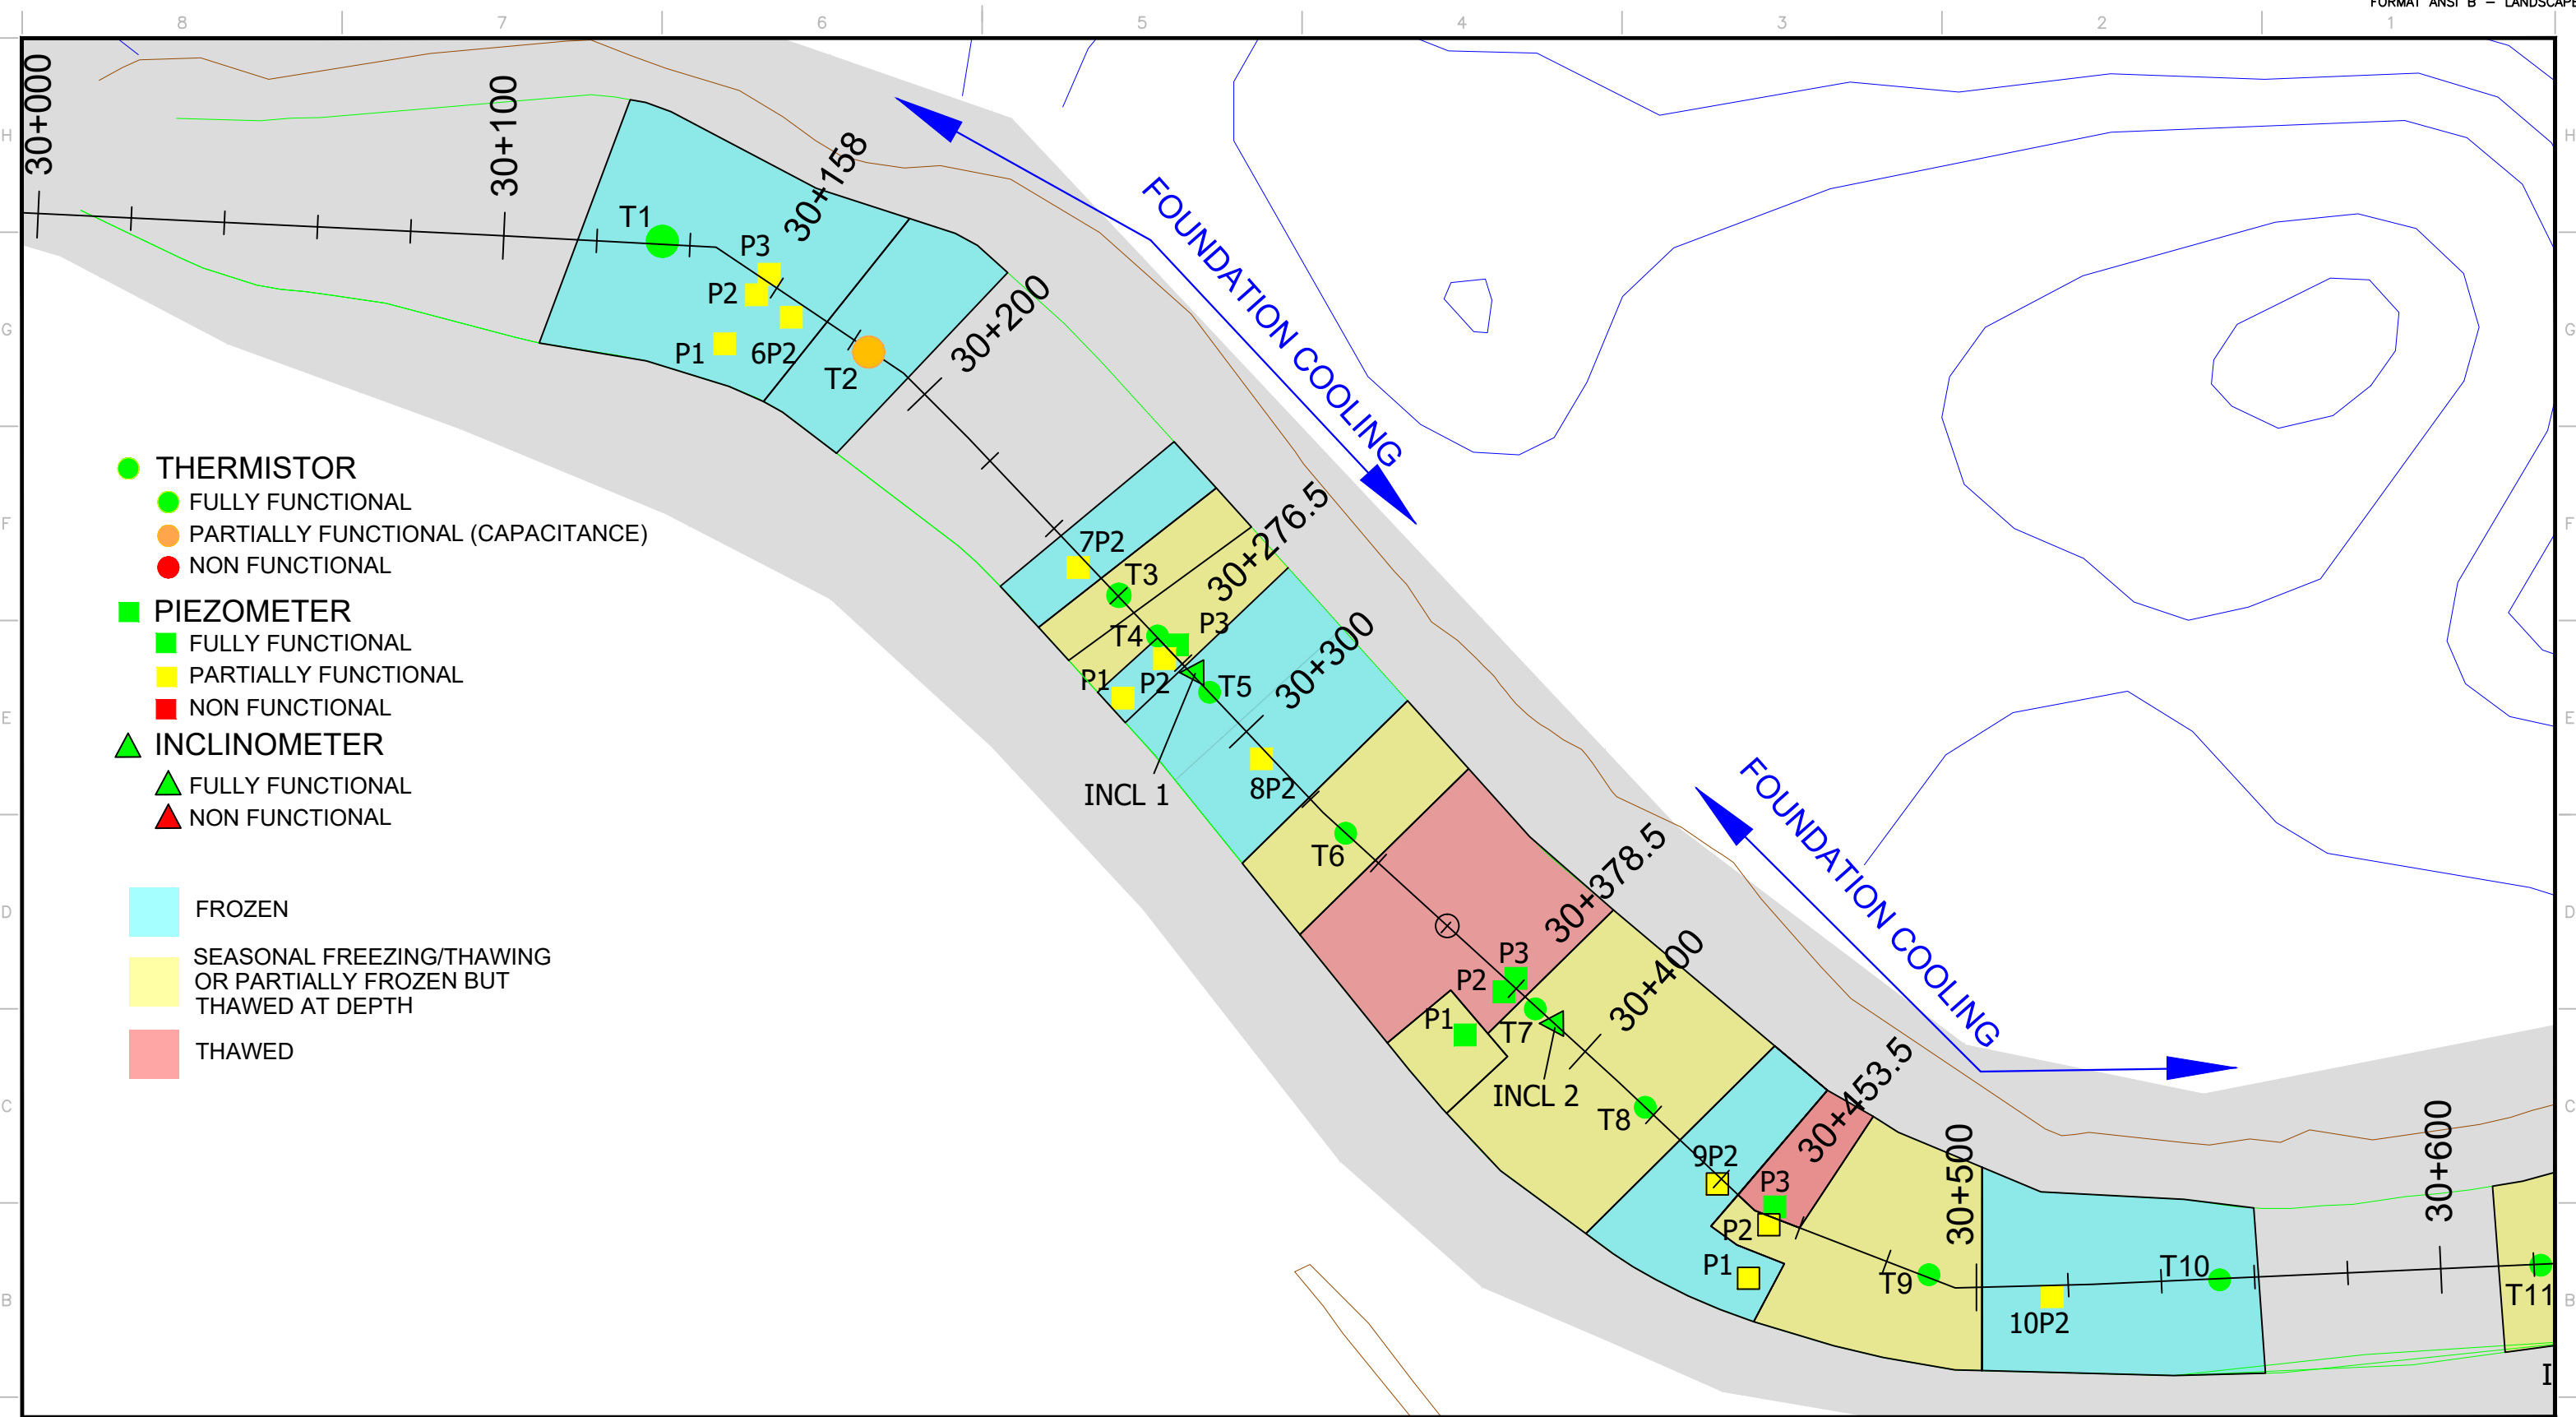 FORMAT ANSI B - LANDSCAPE
8
7
6
5
4
3
2
1
H
H
G
G
F
F
E
E
D
D
C
C
B
B
30+000
30+100
30+158
30+200
T1
P3
P2
P1
6P2
T2
FOUNDATION COOLING
THERMISTOR
FULLY FUNCTIONAL
PARTIALLY FUNCTIONAL (CAPACITANCE)
NON FUNCTIONAL
PIEZOMETER
FULLY FUNCTIONAL
PARTIALLY FUNCTIONAL
NON FUNCTIONAL
INCLINOMETER
FULLY FUNCTIONAL
NON FUNCTIONAL
FROZEN
SEASONAL FREEZING/THAWING
OR PARTIALLY FROZEN BUT
THAWED AT DEPTH
THAWED
7P2
T3
30+276.5
T4
P3
P1
P2
T5
30+300
INCL 1
8P2
T6
30+378.5
P3
P2
P1
T7
30+400
INCL 2
T8
FOUNDATION COOLING
30+453.5
9P2
P3
P2
P1
T9
30+500
T10
10P2
30+600
T11
I